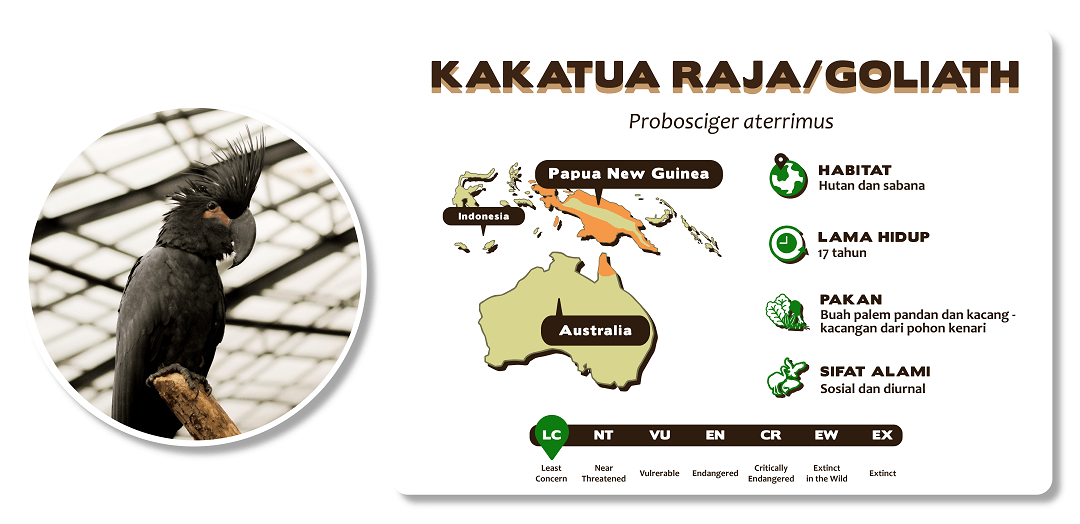 KAKATUA RAJA/GOLIATH
Probosciger aterrimus
Papua New Guinea
Indonesia
Australia
HABITAT
Hutan dan sabana
LAMA HIDUP
17 tahun
PAKAN
Buah palem pandan dan kacang -
kacangan dari pohon kenari
SIFAT ALAMI
Sosial dan diurnal
LC NT VU EN CR EW EX
Least Concern
Near Threatened
Vulrerable
Endangered
Critically Endangered
Extinct in the Wild
Extinct